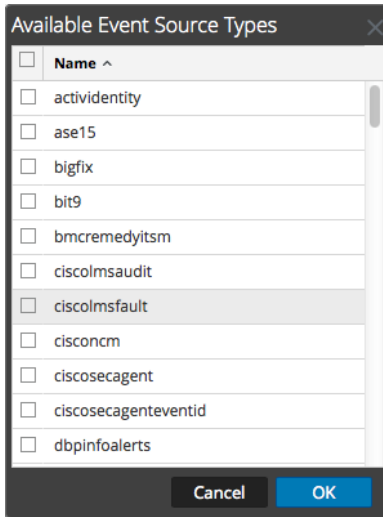 Available Event Source Types
Name
actividentity
ase15
bigfix
bit9
bmcremedyitsm
ciscolmsaudit
ciscolmsfault
cisconcm
ciscosecagent
ciscosecagenteventid
dbpinfoalerts
Cancel OK